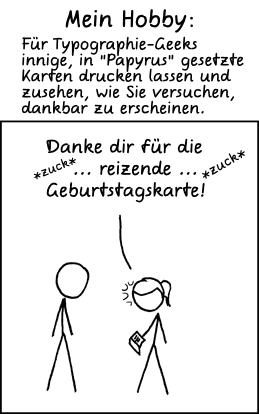 Mein Hobby:
Für Typographie-Geeks
innige, in "Papyrus" gesetzte
Karten drucken lassen und
zusehen, wie Sie versuchen,
dankbar zu erscheinen.
Danke dir für die
*zuck* ... reizende ... *zuck*
Geburtstagskarte!